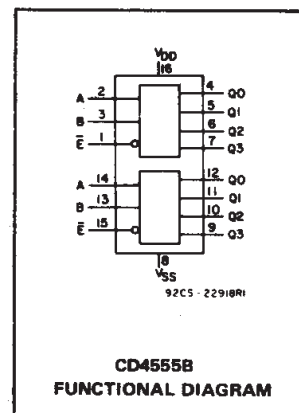 VDD
16
A 2 4 Q0
B 3 5 Q1
E̅ 1 6 Q2
7 Q3
A 14 12 Q0
B 13 11 Q1
E̅ 15 10 Q2
9 Q3
8
VSS
92CS-22918R1
CD4555B
FUNCTIONAL DIAGRAM